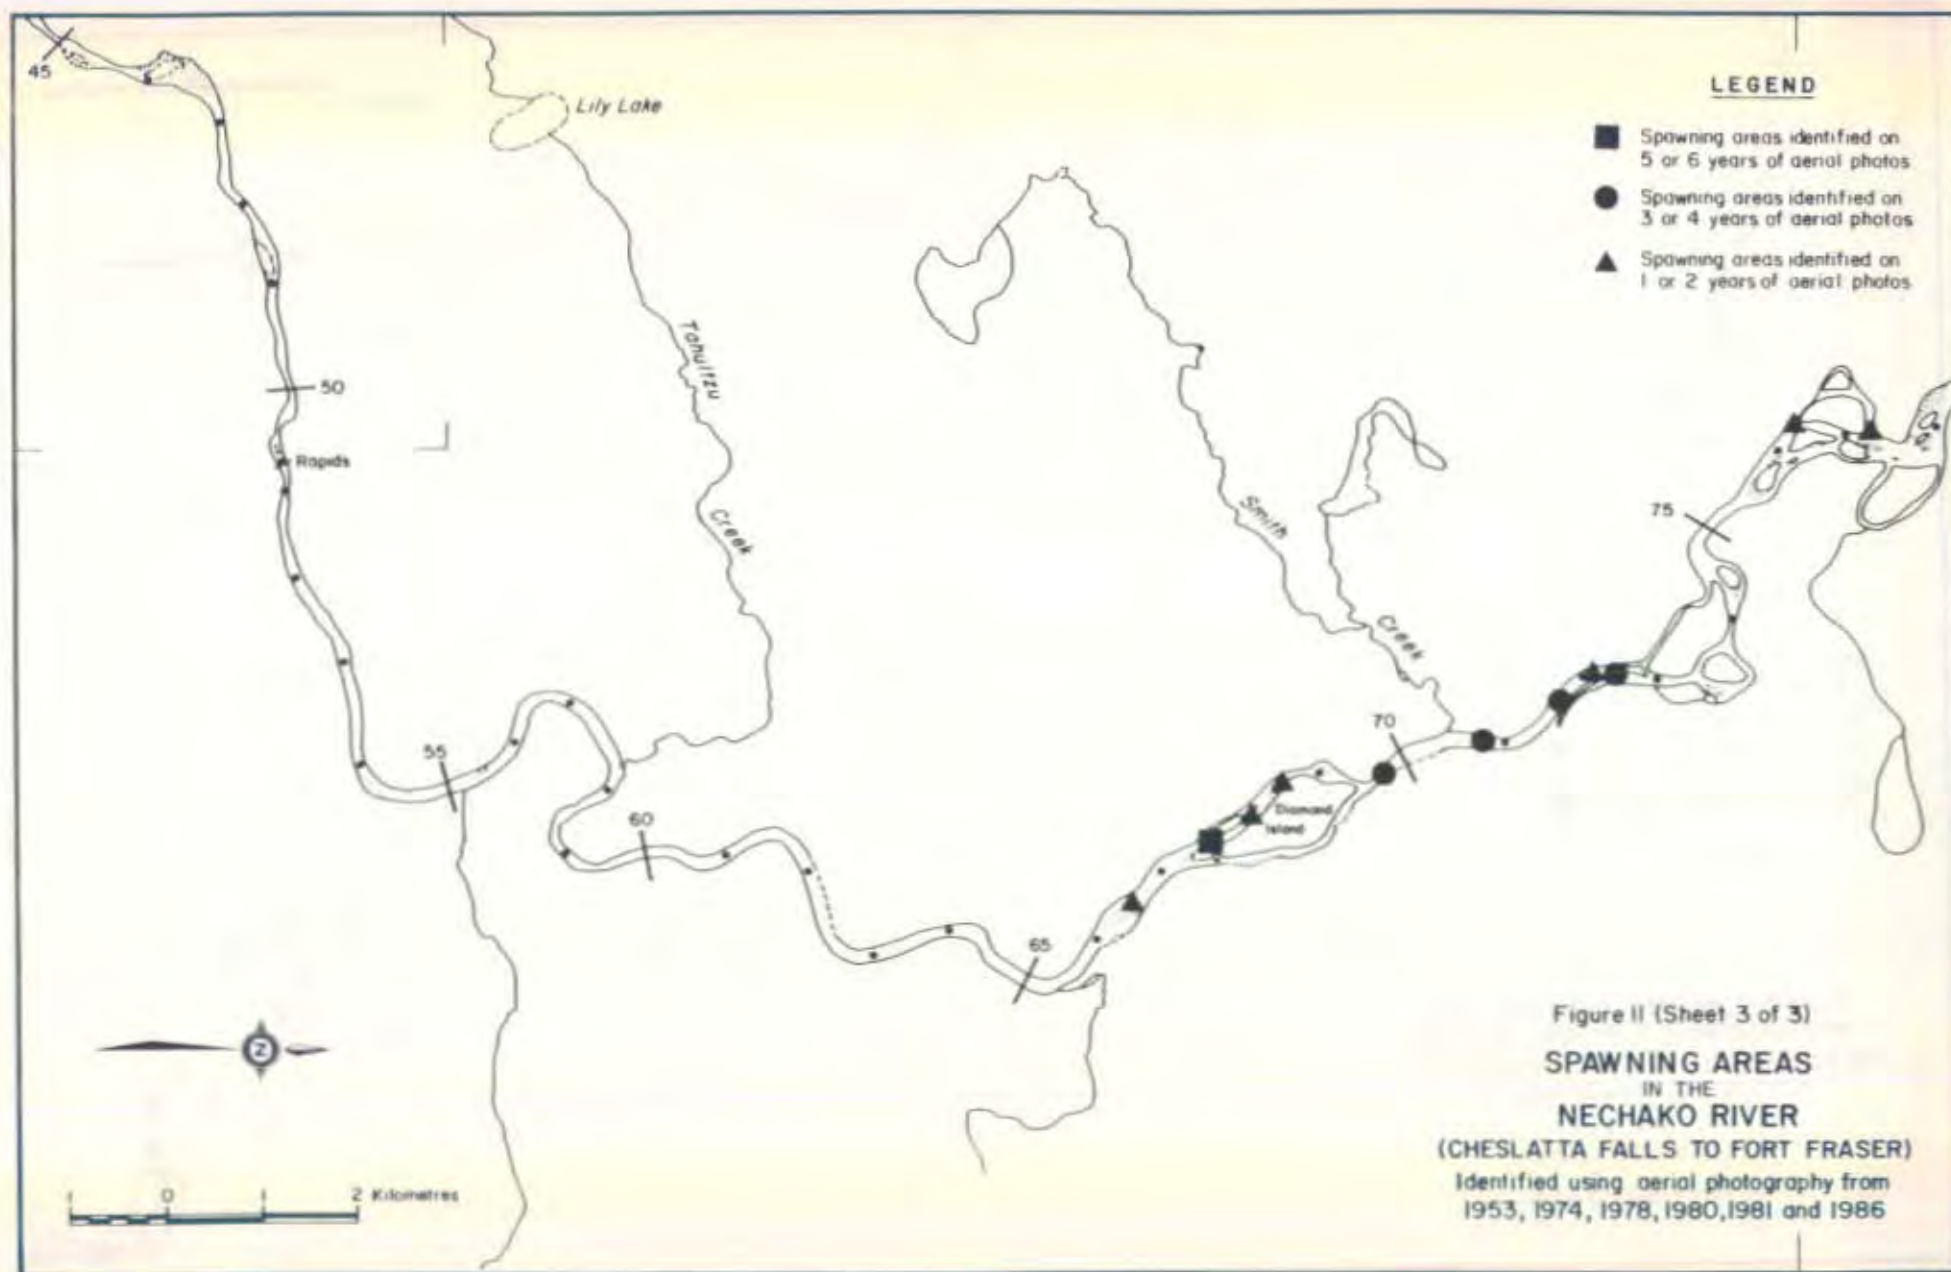 45
Lily Lake
LEGEND
Spawning areas identified on
5 or 6 years of aerial photos
Spawning areas identified on
3 or 4 years of aerial photos
Spawning areas identified on
1 or 2 years of aerial photos
Tahultzu
Creek
50
Rapids
Smith
Creek
75
70
55
60
Diamond
Island
65
Z
1 0 1 2 Kilometres
Figure 11 (Sheet 3 of 3)
SPAWNING AREAS
IN THE
NECHAKO RIVER
(CHESLATTA FALLS TO FORT FRASER)
Identified using aerial photography from
1953, 1974, 1978, 1980, 1981 and 1986